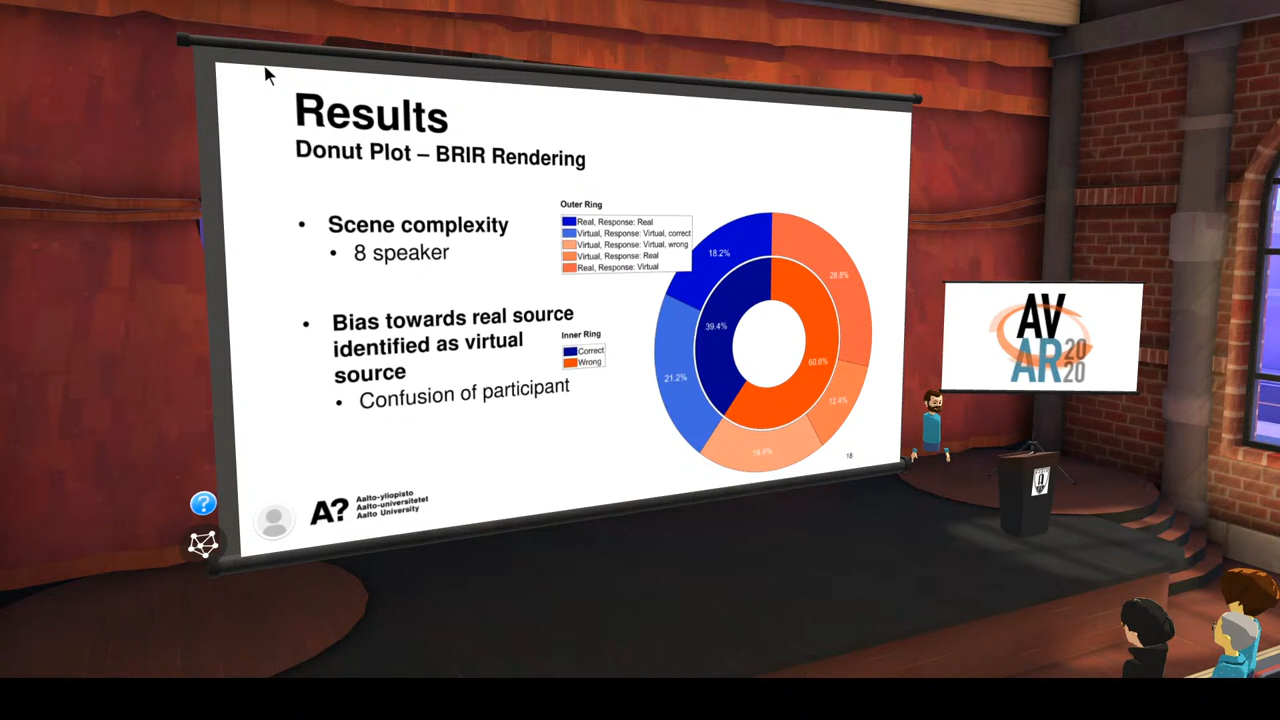 Results
Donut Plot – BRIR Rendering
• Scene complexity
• 8 speaker
• Bias towards real source
identified as virtual
source
• Confusion of participant
Outer Ring
Real, Response: Real
Virtual, Response: Virtual, correct
Virtual, Response: Virtual, wrong
Virtual, Response: Real
Real, Response: Virtual
Inner Ring
Correct
Wrong
18.2%
28.8%
39.4%
60.6%
21.2%
12.4%
19.4%
18
A?
Aalto-yliopisto
Aalto-universitetet
Aalto University
?
AV
AR
20
20